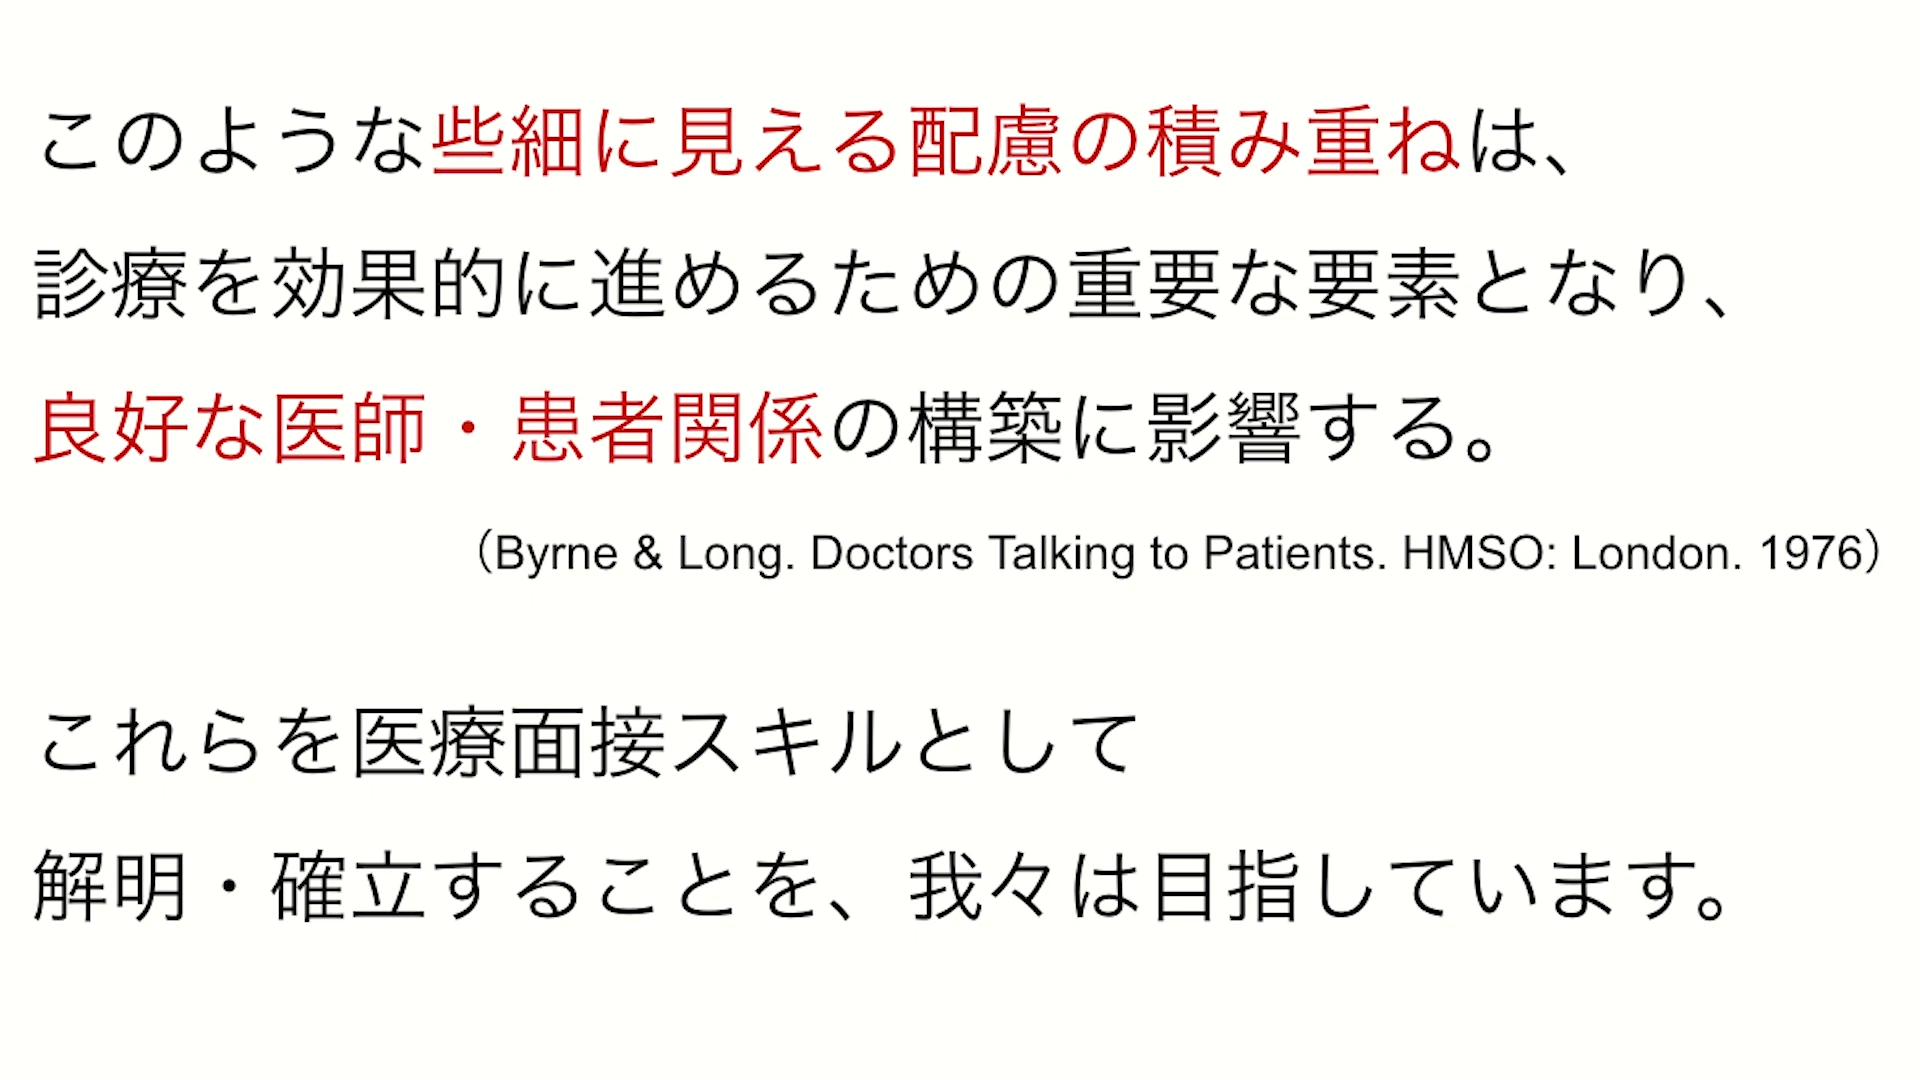 このような些細に見える配慮の積み重ねは、
診療を効果的に進めるための重要な要素となり、
良好な医師・患者関係の構築に影響する。
（Byrne & Long. Doctors Talking to Patients. HMSO: London. 1976）
これらを医療面接スキルとして
解明・確立することを、我々は目指しています。